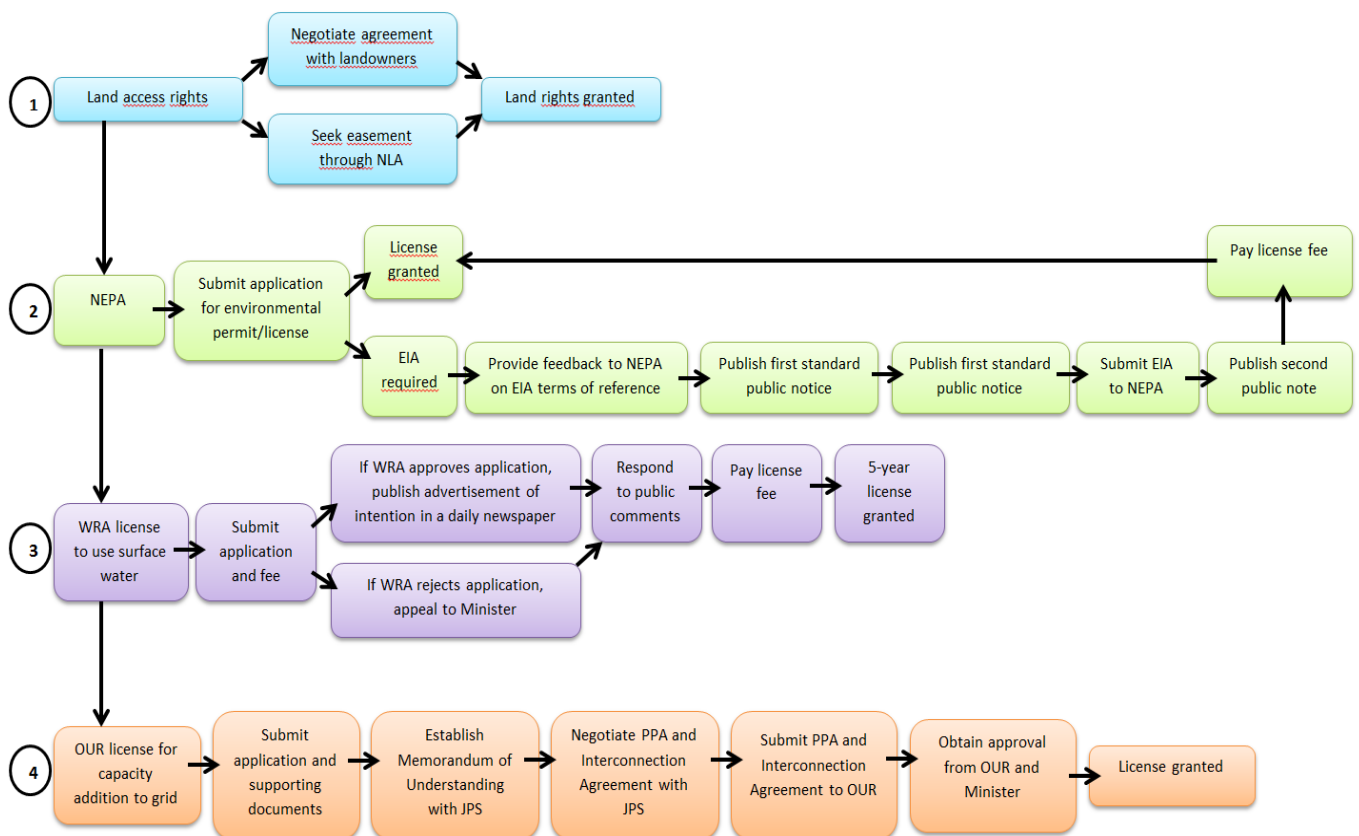 1
Land access rights
Negotiate agreement
with landowners
Seek easement
through NLA
Land rights granted
2
NEPA
Submit application
for environmental
permit/license
License
granted
EIA
required
Provide feedback to NEPA
on EIA terms of reference
Publish first standard
public notice
Publish first standard
public notice
Submit EIA
to NEPA
Publish second
public note
Pay license fee
3
WRA license
to use surface
water
Submit
application
and fee
If WRA approves application,
publish advertisement of
intention in a daily newspaper
If WRA rejects application,
appeal to Minister
Respond
to public
comments
Pay license
fee
5-year
license
granted
4
OUR license for
capacity
addition to grid
Submit
application and
supporting
documents
Establish
Memorandum of
Understanding
with JPS
Negotiate PPA and
Interconnection
Agreement with
JPS
Submit PPA and
Interconnection
Agreement to OUR
Obtain approval
from OUR and
Minister
License granted